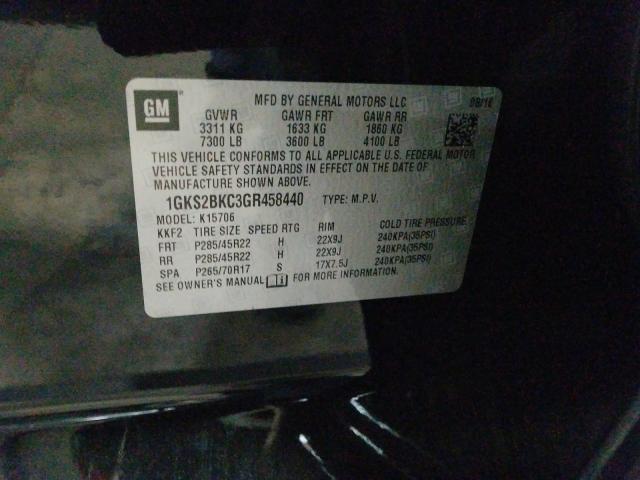 GM
MFD BY GENERAL MOTORS LLC 08/16
GVWR GAWR FRT GAWR RR
3311 KG 1633 KG 1860 KG
7300 LB 3600 LB 4100 LB
THIS VEHICLE CONFORMS TO ALL APPLICABLE U.S. FEDERAL MOTOR
VEHICLE SAFETY STANDARDS IN EFFECT ON THE DATE OF
MANUFACTURE SHOWN ABOVE.
1GKS2BKC3GR458440 TYPE: M.P.V.
MODEL: K15706
KKF2 TIRE SIZE SPEED RTG RIM COLD TIRE PRESSURE
FRT P285/45R22 H 22X9J 240KPA(35PSI)
RR P285/45R22 H 22X9J 240KPA(35PSI)
SPA P265/70R17 S 17X7.5J 240KPA(35PSI)
SEE OWNER'S MANUAL FOR MORE INFORMATION.